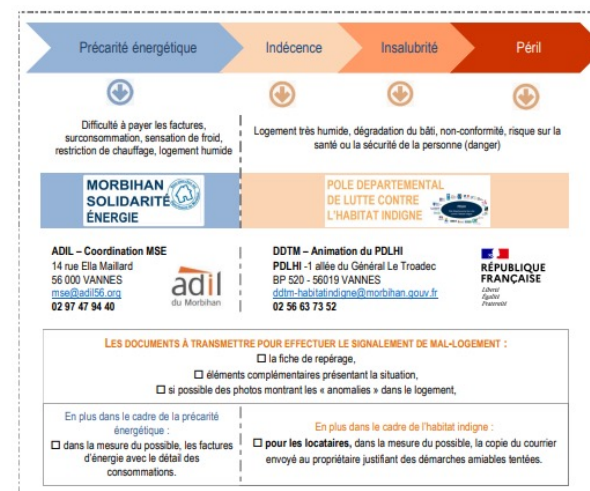 Précarité énergétique
Indécence
Insalubrité
Péril
Difficulté à payer les factures,
surconsommation, sensation de froid,
restriction de chauffage, logement humide
Logement très humide, dégradation du bâti, non-conformité, risque sur la
santé ou la sécurité de la personne (danger)
MORBIHAN
SOLIDARITÉ
ÉNERGIE
POLE DEPARTEMENTAL
DE LUTTE CONTRE
L'HABITAT INDIGNE
ADIL – Coordination MSE
14 rue Ella Maillard
56 000 VANNES
mse@adil56.org
02 97 47 94 40
adil
du Morbihan
DDTM – Animation du PDLHI
PDLHI -1 allée du Général Le Troadec
BP 520 - 56019 VANNES
ddtm-habitatindigne@morbihan.gouv.fr
02 56 63 73 52
RÉPUBLIQUE
FRANÇAISE
Liberté
Égalité
Fraternité
LES DOCUMENTS À TRANSMETTRE POUR EFFECTUER LE SIGNALEMENT DE MAL-LOGEMENT :
☐ la fiche de repérage,
☐ éléments complémentaires présentant la situation,
☐ si possible des photos montrant les « anomalies » dans le logement,
En plus dans le cadre de la précarité
énergétique :
☐ dans la mesure du possible, les factures
d'énergie avec le détail des
consommations.
En plus dans le cadre de l'habitat indigne :
☐ pour les locataires, dans la mesure du possible, la copie du courrier
envoyé au propriétaire justifiant des démarches amiables tentées.